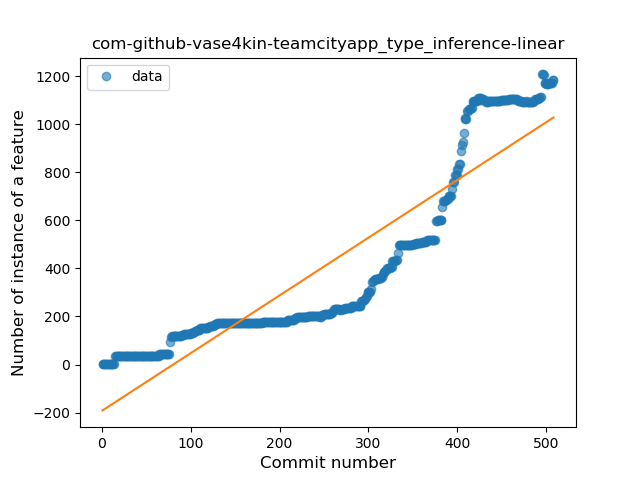 com-github-vase4kin-teamcityapp_type_inference-linear
data
Number of instance of a feature
1200
1000
800
600
400
200
0
−200
0 100 200 300 400 500
Commit number